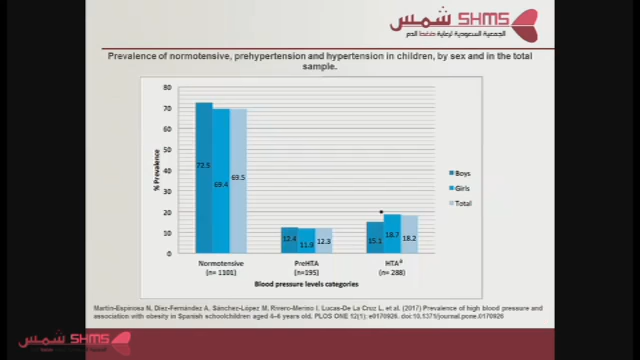 شمس SHMS
الجمعية السعودية لرعاية ضغط الدم
Prevalence of normotensive, prehypertension and hypertension in children, by sex and in the total
sample.
80
70
60
50
40
30
20
10
0
% Prevalence
72.5
69.4
69.5
12.4
11.9
12.3
15.1
18.7
18.2
Boys
Girls
Total
Normotensive
(n= 1101)
PreHTA
(n=195)
HTA
(n= 288)
Blood pressure levels categories
Martin-Espinosa N, Díez-Fernández A, Sánchez-López M, Rivero-Merino I, Lucas-De La Cruz L, et al. (2017) Prevalence of high blood pressure and
association with obesity in Spanish schoolchildren aged 4–6 years old. PLOS ONE 12(1): e0170926. doi:10.1371/journal.pone.0170926
شمس SHMS